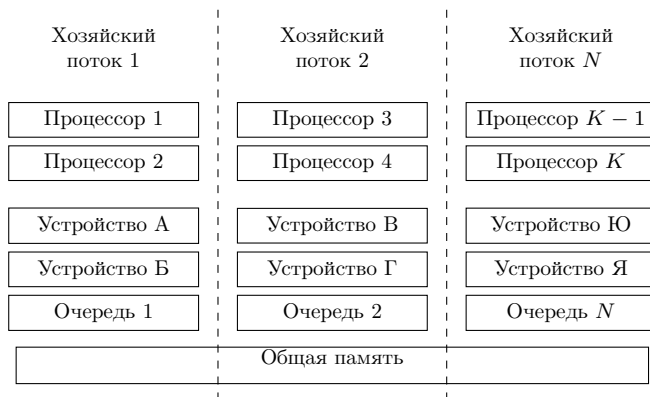 Хозяйский
поток 1
Хозяйский
поток 2
Хозяйский
поток N
Процессор 1
Процессор 3
Процессор K − 1
Процессор 2
Процессор 4
Процессор K
Устройство А
Устройство В
Устройство Ю
Устройство Б
Устройство Г
Устройство Я
Очередь 1
Очередь 2
Очередь N
Общая память